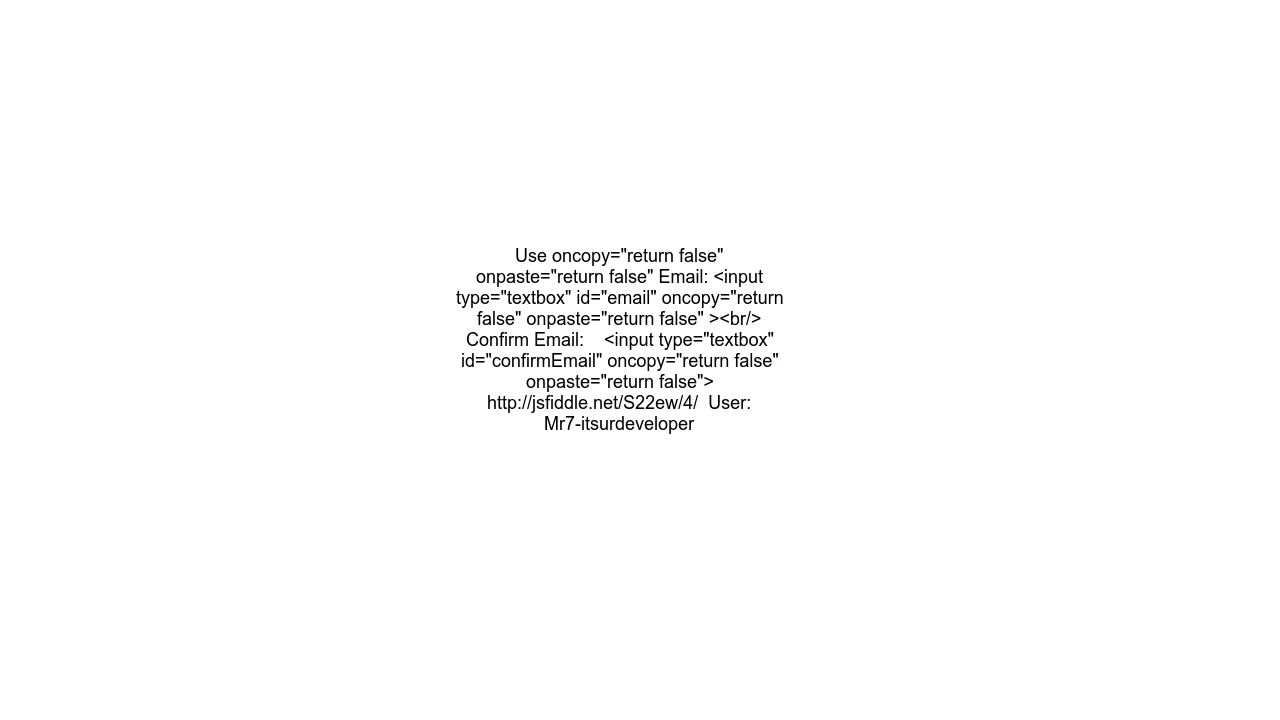 Use oncopy="return false"
onpaste="return false" Email: <input
type="textbox" id="email" oncopy="return
false" onpaste="return false" ><br/>
Confirm Email:    <input type="textbox"
id="confirmEmail" oncopy="return false"
onpaste="return false">
http://jsfiddle.net/S22ew/4/  User:
Mr7-itsurdeveloper